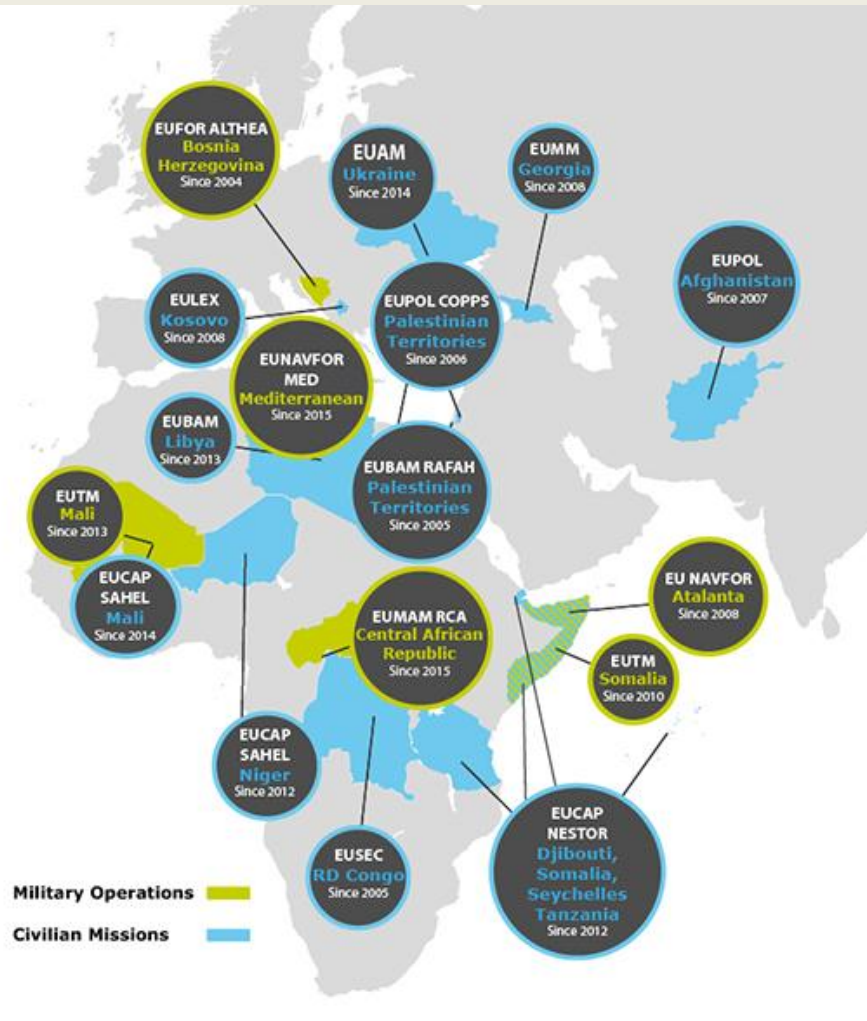 EUFOR ALTHEA
Bosnia
Herzegovina
Since 2004
EUAM
Ukraine
Since 2014
EUMM
Georgia
Since 2008
EUPOL
Afghanistan
Since 2007
EULEX
Kosovo
Since 2008
EUPOL COPPS
Palestinian
Territories
Since 2006
EUNAVFOR
MED
Mediterranean
Since 2015
EUBAM
Libya
Since 2013
EUBAM RAFAH
Palestinian
Territories
Since 2005
EUTM
Mali
Since 2013
EUCAP
SAHEL
Mali
Since 2014
EUMAM RCA
Central African
Republic
Since 2015
EU NAVFOR
Atalanta
Since 2008
EUTM
Somalia
Since 2010
EUCAP
SAHEL
Niger
Since 2012
EUSEC
RD Congo
Since 2005
EUCAP
NESTOR
Djibouti,
Somalia,
Seychelles
Tanzania
Since 2012
Military Operations
Civilian Missions